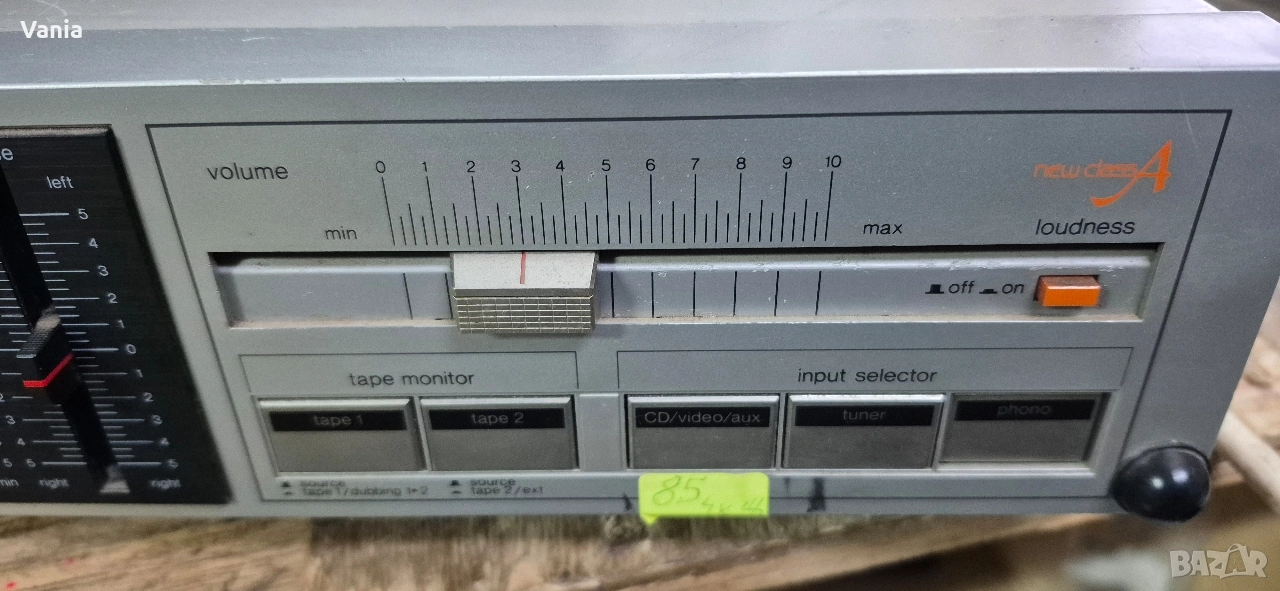 Vania
volume
0 1 2 3 4 5 6 7 8 9 10
min
max
new class A
loudness
off on
left
5
4
3
2
1
0
1
2
3
4
5
right
right
tape monitor
input selector
tape 1
tape 2
CD/video/aux
tuner
phono
source
tape 1/dubbing 1+2
source
tape 2/ext
85
BAZAR